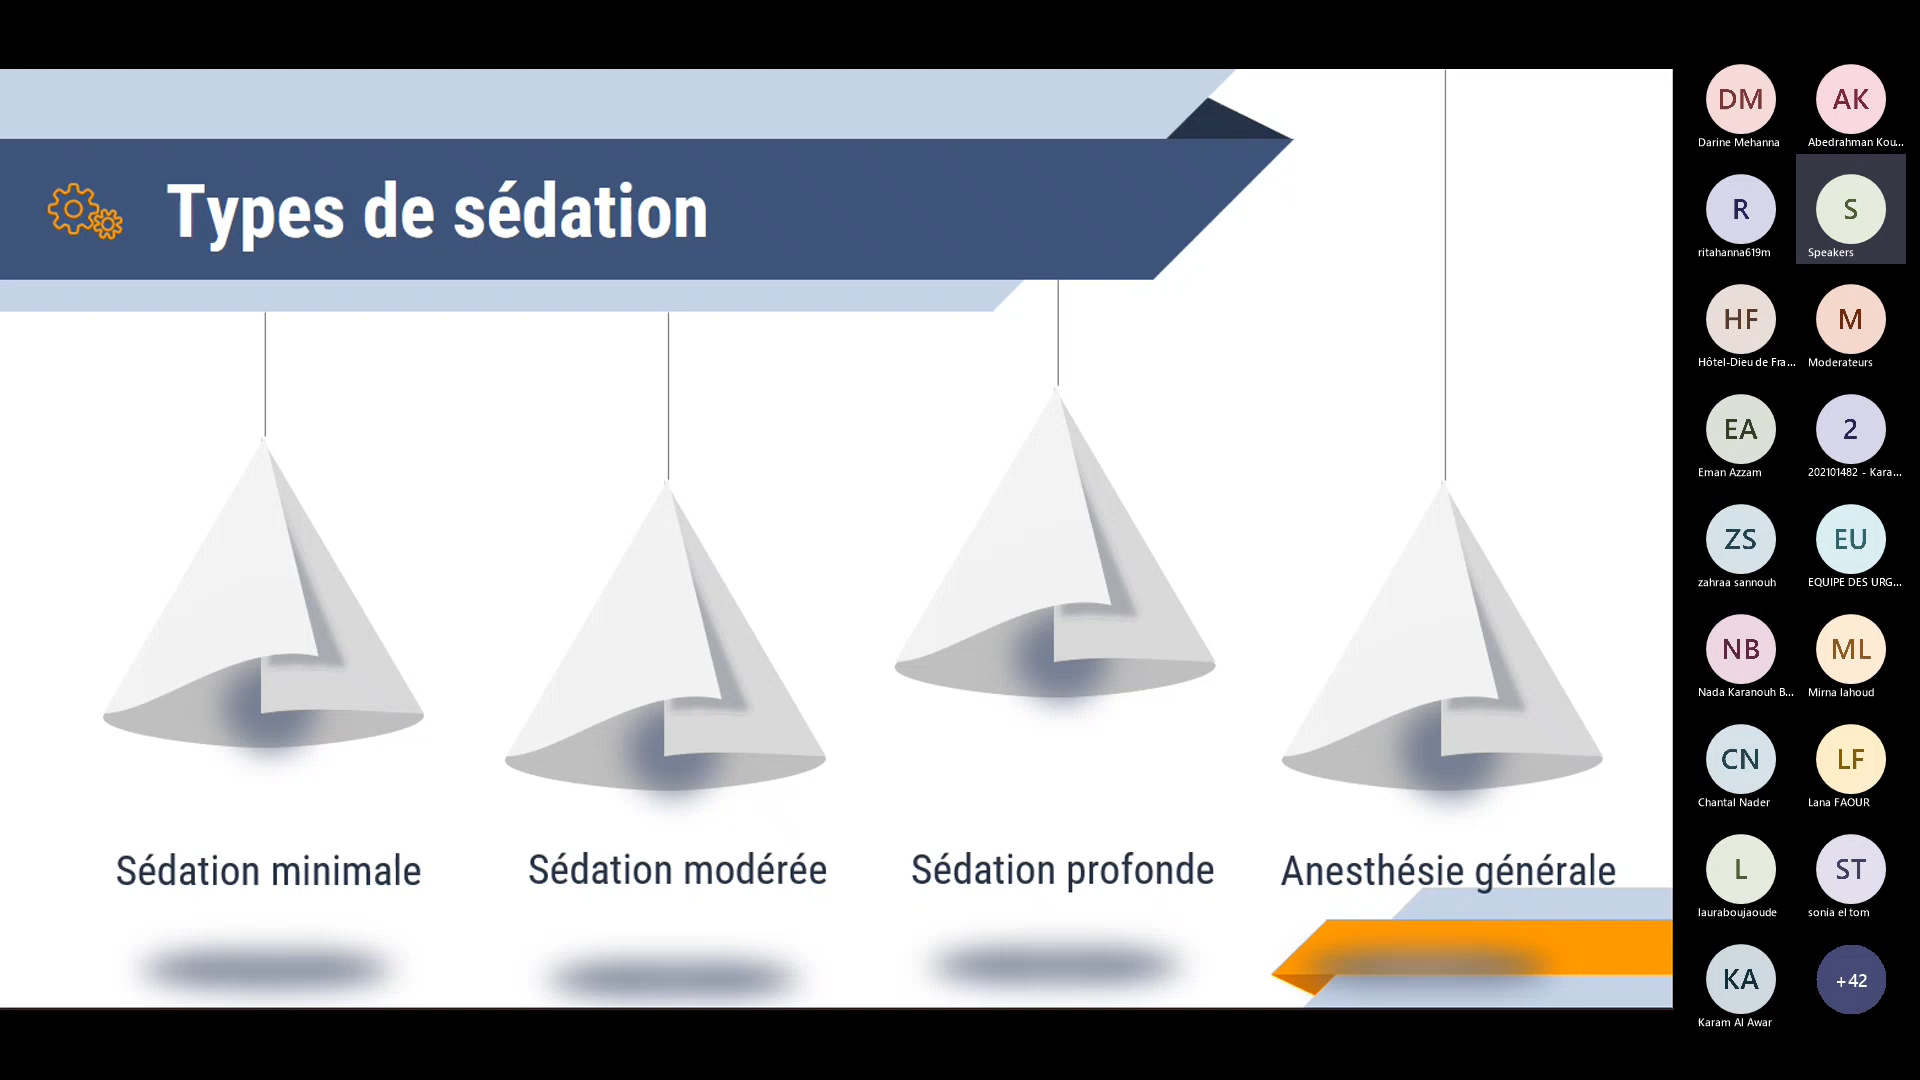 Types de sédation
Sédation minimale
Sédation modérée
Sédation profonde
Anesthésie générale
DM
Darine Mehanna
AK
Abedrahman Kou...
R
ritahanna619m
S
Speakers
HF
Hôtel-Dieu de Fra...
M
Moderateurs
EA
Eman Azzam
2
202101482 - Kara...
ZS
zahraa sannouh
EU
EQUIPE DES URG...
NB
Nada Karanouh B...
ML
Mirna lahoud
CN
Chantal Nader
LF
Lana FAOUR
L
lauraboujaoude
ST
sonia el tom
KA
Karam Al Awar
+42